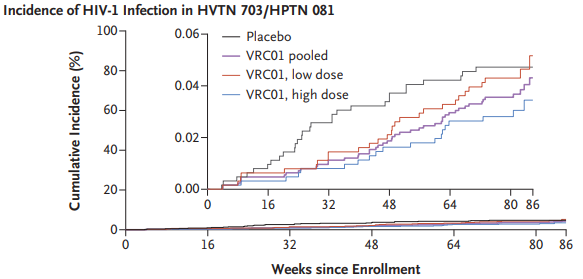 Incidence of HIV-1 Infection in HVTN 703/HPTN 081
Cumulative Incidence (%)
100
80
60
40
20
0
0.06
0.04
0.02
0.00
Placebo
VRC01 pooled
VRC01, low dose
VRC01, high dose
0 16 32 48 64 80 86
0 16 32 48 64 80 86
Weeks since Enrollment